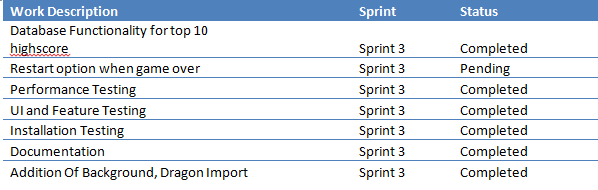 Work Description Sprint Status
Database Functionality for top 10
highscore Sprint 3 Completed
Restart option when game over Sprint 3 Pending
Performance Testing Sprint 3 Completed
UI and Feature Testing Sprint 3 Completed
Installation Testing Sprint 3 Completed
Documentation Sprint 3 Completed
Addition Of Background, Dragon Import Sprint 3 Completed